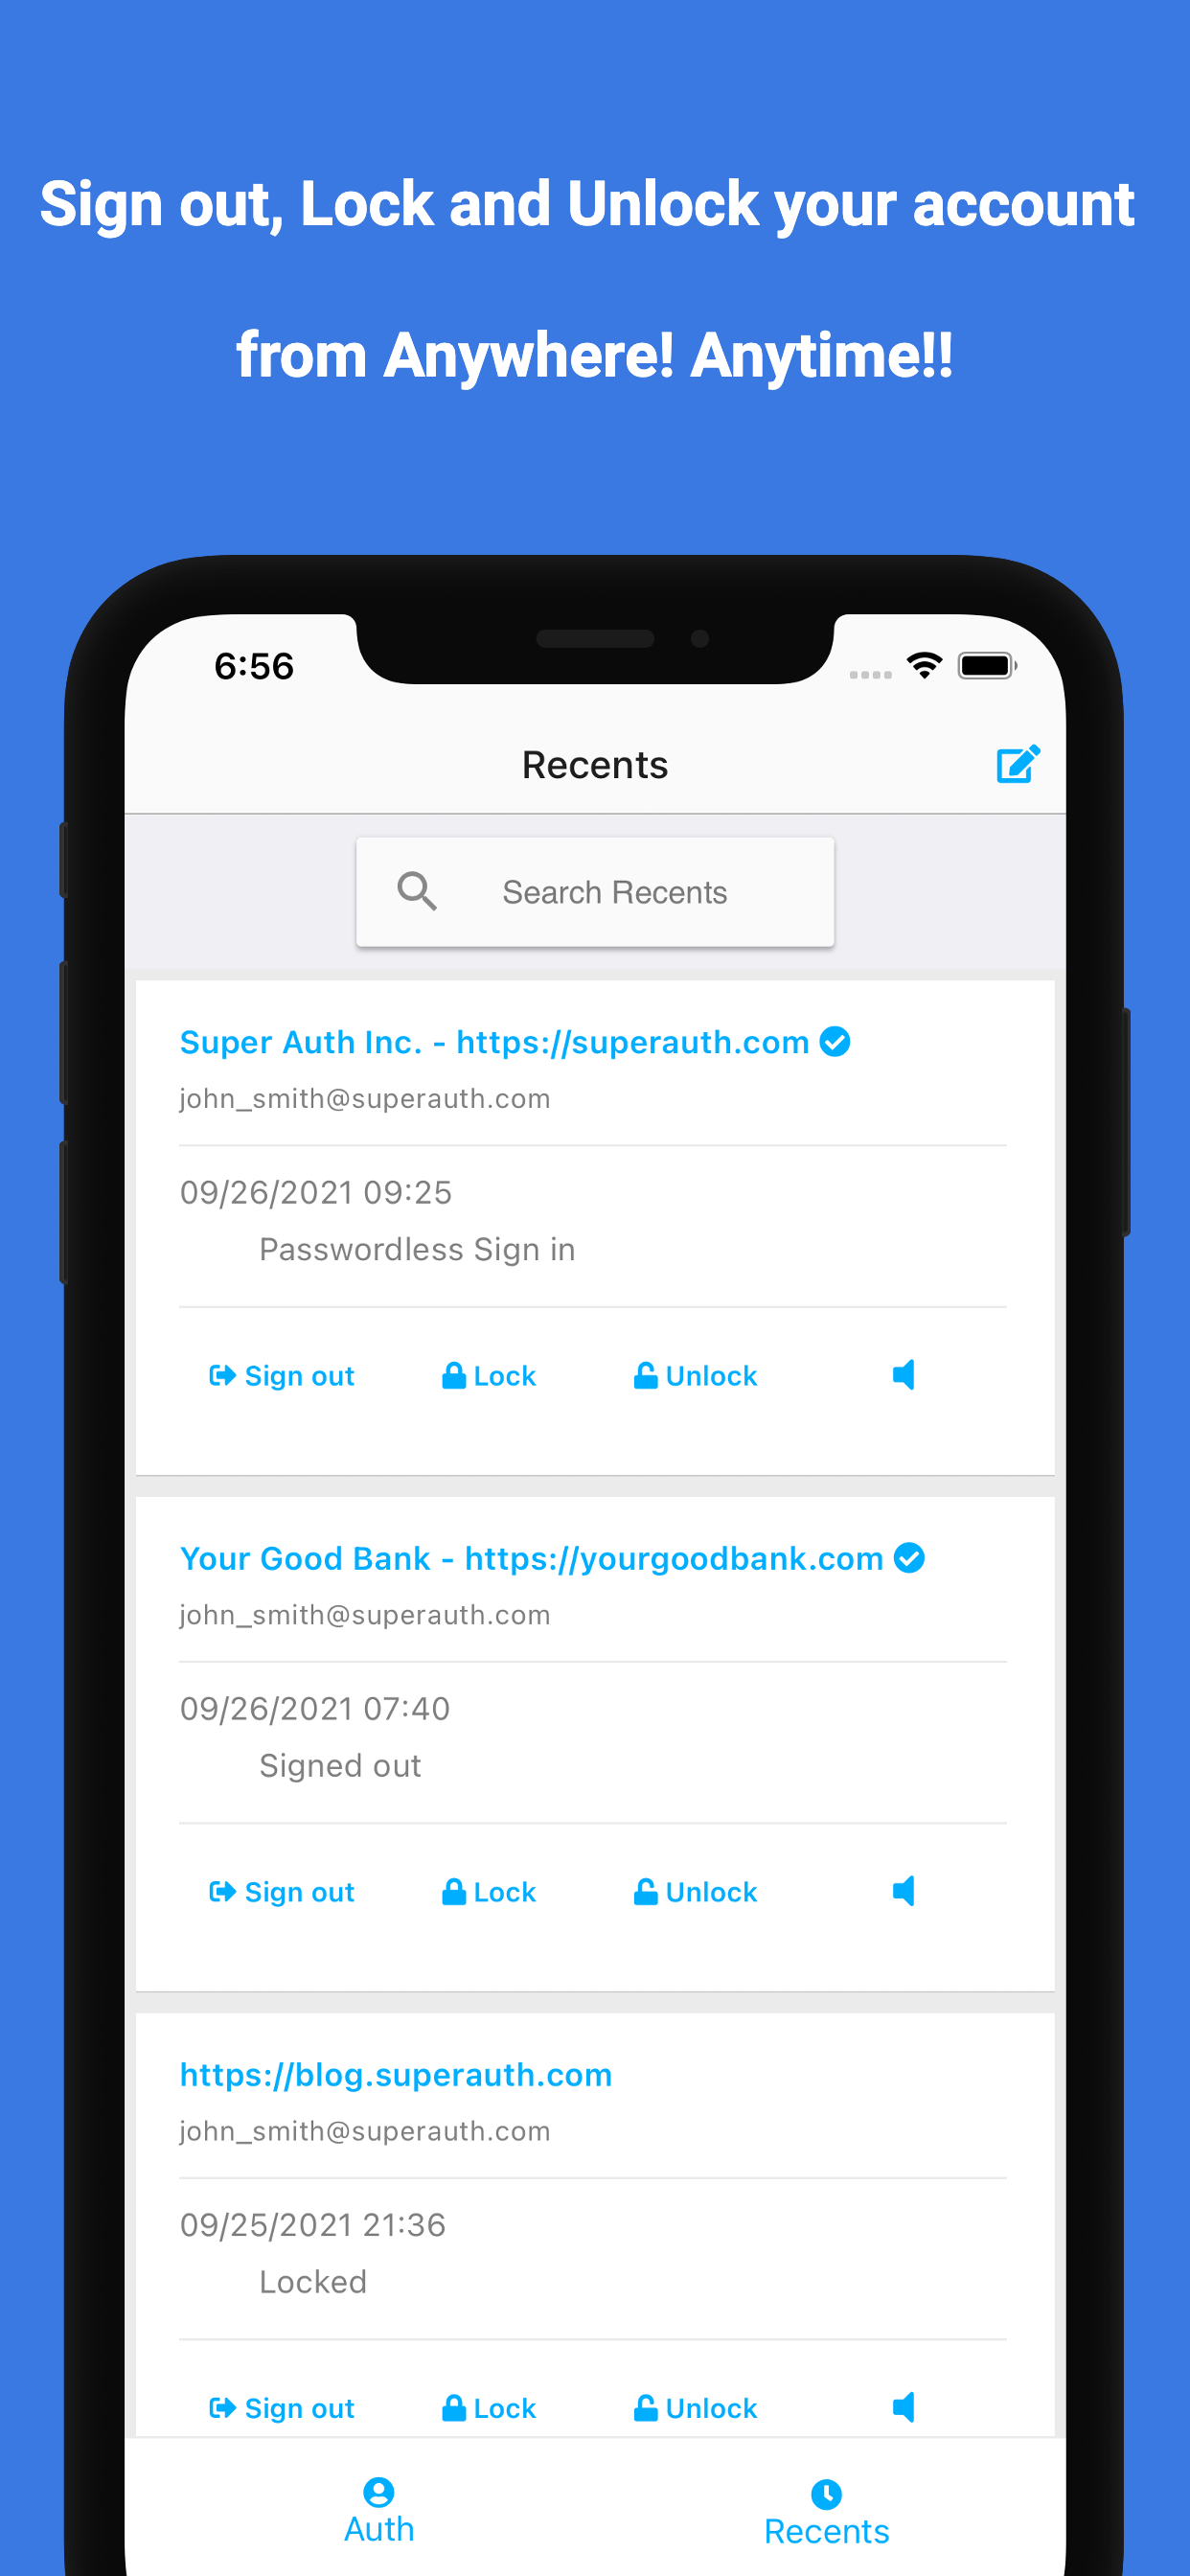 Sign out, Lock and Unlock your account
from Anywhere! Anytime!!
6:56
Recents
Search Recents
Super Auth Inc. - https://superauth.com
john_smith@superauth.com
09/26/2021 09:25
Passwordless Sign in
Sign out Lock Unlock
Your Good Bank - https://yourgoodbank.com
john_smith@superauth.com
09/26/2021 07:40
Signed out
Sign out Lock Unlock
https://blog.superauth.com
john_smith@superauth.com
09/25/2021 21:36
Locked
Sign out Lock Unlock
Auth Recents